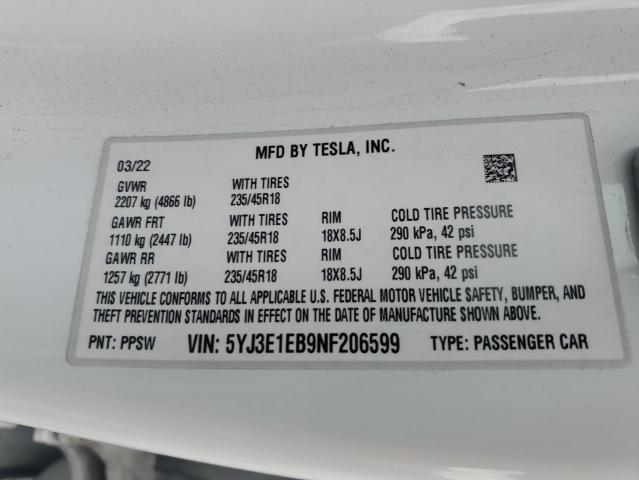 MFD BY TESLA, INC.
03/22
GVWR WITH TIRES
2207 kg (4866 lb) 235/45R18
GAWR FRT WITH TIRES RIM COLD TIRE PRESSURE
1110 kg (2447 lb) 235/45R18 18X8.5J 290 kPa, 42 psi
GAWR RR WITH TIRES RIM COLD TIRE PRESSURE
1257 kg (2771 lb) 235/45R18 18X8.5J 290 kPa, 42 psi
THIS VEHICLE CONFORMS TO ALL APPLICABLE U.S. FEDERAL MOTOR VEHICLE SAFETY, BUMPER, AND
THEFT PREVENTION STANDARDS IN EFFECT ON THE DATE OF MANUFACTURE SHOWN ABOVE.
PNT: PPSW VIN: 5YJ3E1EB9NF206599 TYPE: PASSENGER CAR